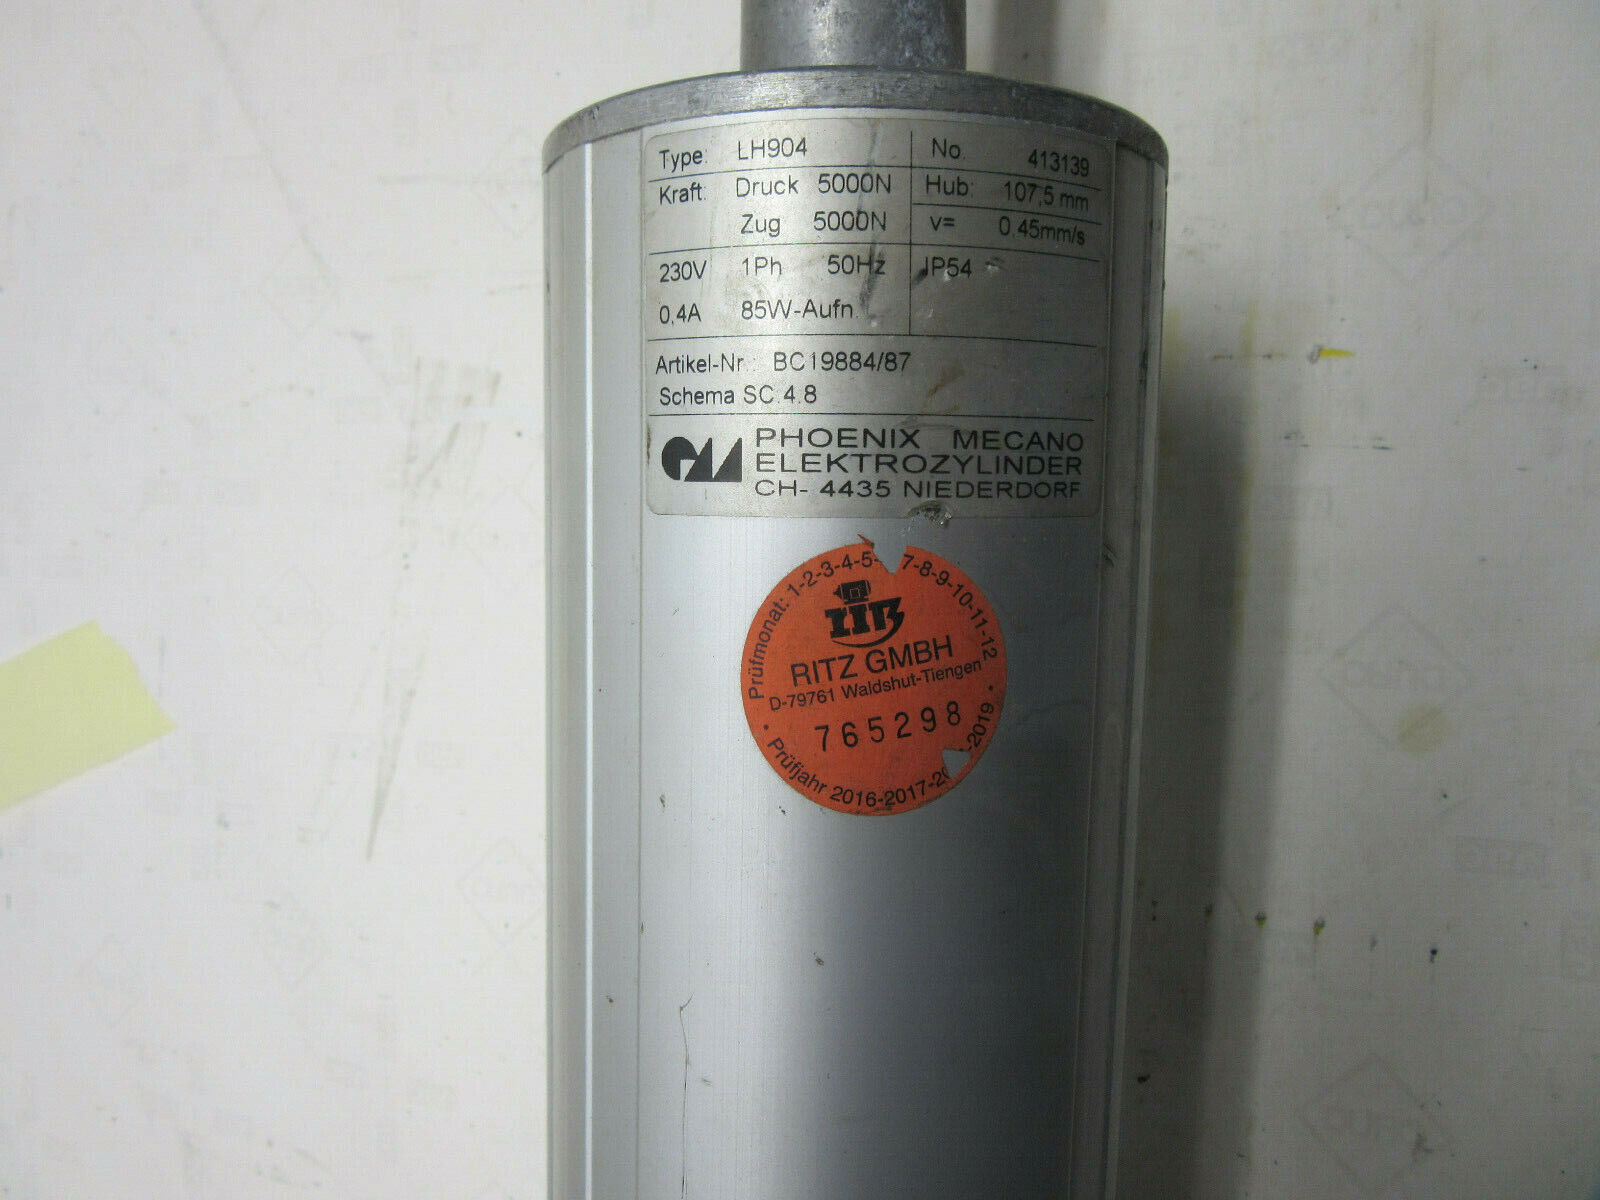 Type: LH904 No. 413139
Kraft: Druck 5000N Hub: 107,5 mm
Zug 5000N v= 0,45mm/s
230V 1Ph 50Hz IP54
0,4A 85W-Aufn.
Artikel-Nr.: BC19884/87
Schema SC 4.8
PHOENIX MECANO
ELEKTROZYLINDER
CH- 4435 NIEDERDORF
Prüfmonat: 1-2-3-4-5- 7-8-9-10-11-12
RITZ GMBH
D-79761 Waldshut-Tiengen
765298
Prüfjahr 2016-2017-20 -2019